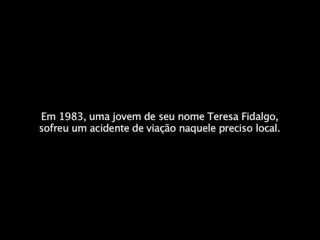 Em 1983, uma jovem de seu nome Teresa Fidalgo,
sofreu um acidente de viação naquele preciso local.